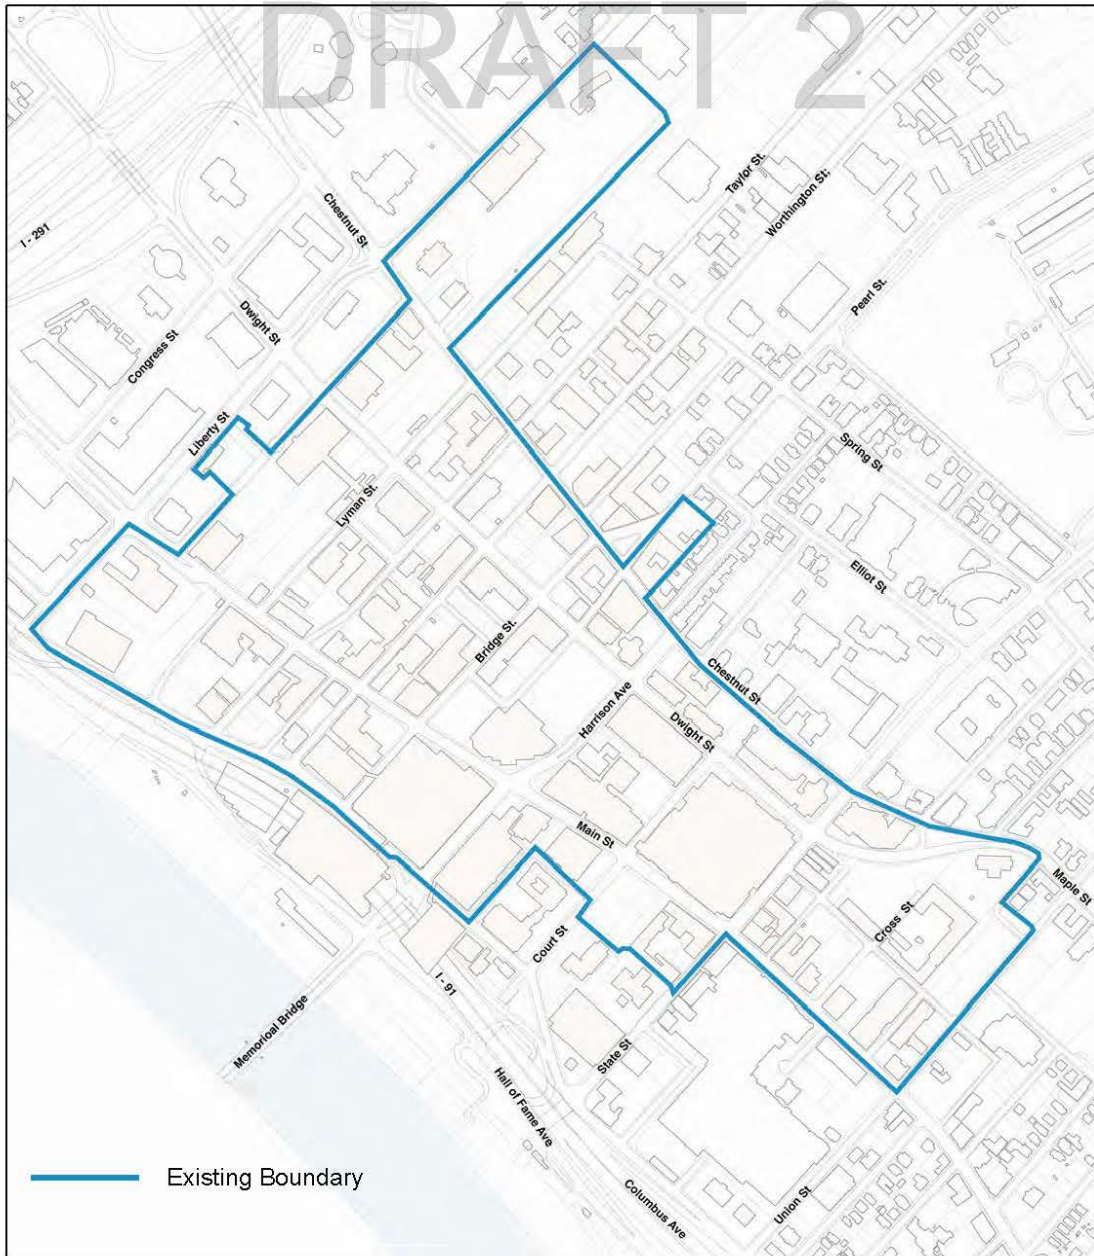 DRAFT 2
Taylor St.
Worthington St.
Chestnut St
I - 291
Pearl St.
Dwight St
Congress St
Liberty St
Spring St
Lyman St.
Elliot St
Bridge St.
Chestnut St
Harrison Ave
Dwight St
Main St
Maple St
Cross St
Court St
I - 91
Memorioal Bridge
State St
Hall of Fame Ave
Existing Boundary
Columbus Ave
Union St